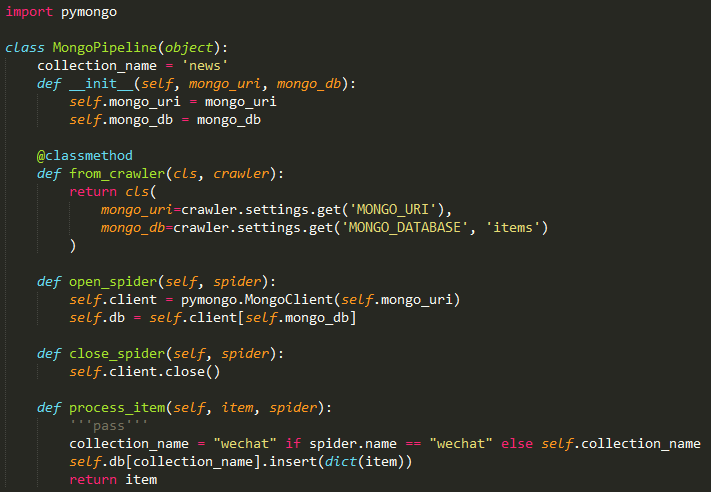 import pymongo

class MongoPipeline(object):
    collection_name = 'news'
    def __init__(self, mongo_uri, mongo_db):
        self.mongo_uri = mongo_uri
        self.mongo_db = mongo_db

    @classmethod
    def from_crawler(cls, crawler):
        return cls(
            mongo_uri=crawler.settings.get('MONGO_URI'),
            mongo_db=crawler.settings.get('MONGO_DATABASE', 'items')
        )

    def open_spider(self, spider):
        self.client = pymongo.MongoClient(self.mongo_uri)
        self.db = self.client[self.mongo_db]

    def close_spider(self, spider):
        self.client.close()

    def process_item(self, item, spider):
        '''pass'''
        collection_name = "wechat" if spider.name == "wechat" else self.collection_name
        self.db[collection_name].insert(dict(item))
        return item